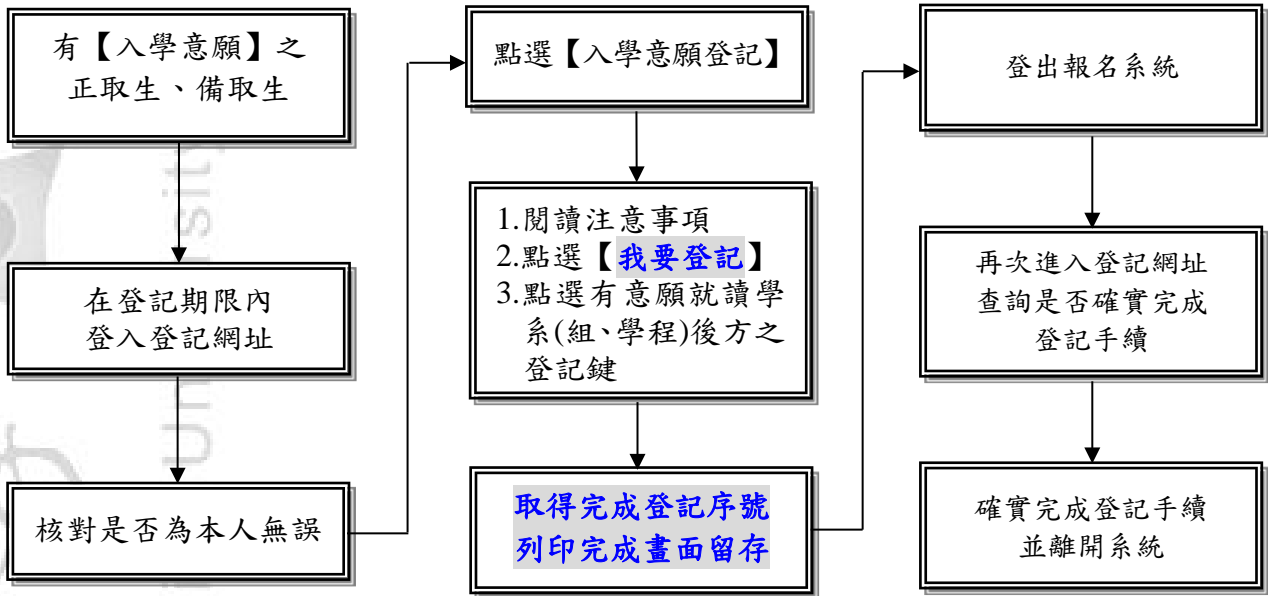 有【入學意願】之
正取生、備取生
在登記期限內
登入登記網址
核對是否為本人無誤
點選【入學意願登記】
1.閱讀注意事項
2.點選【我要登記】
3.點選有意願就讀學
系(組、學程)後方之
登記鍵
取得完成登記序號
列印完成畫面留存
登出報名系統
再次進入登記網址
查詢是否確實完成
登記手續
確實完成登記手續
並離開系統